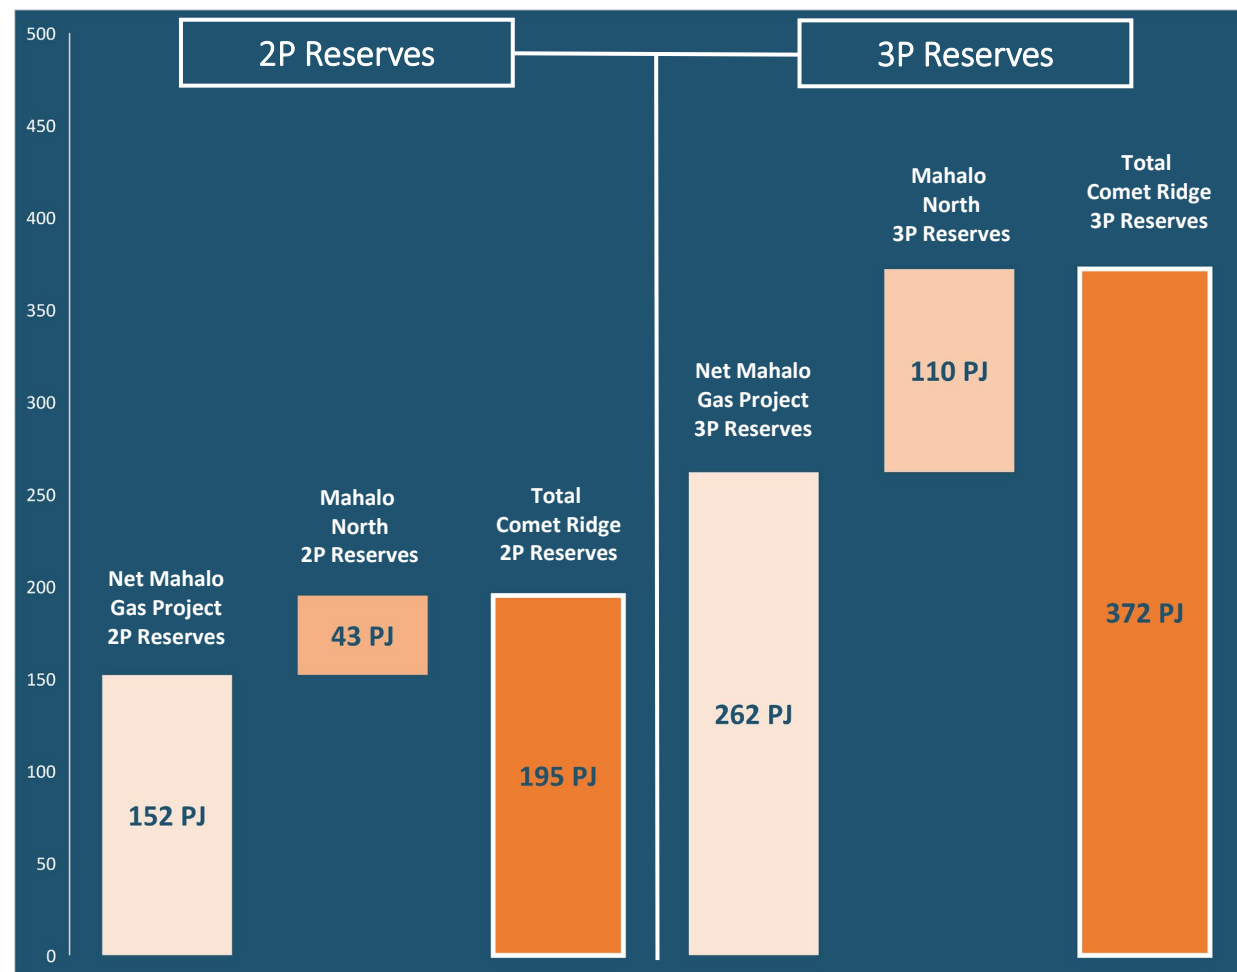 2P Reserves
3P Reserves
500
450
400
350
300
250
200
150
100
50
0
Net Mahalo
Gas Project
2P Reserves
152 PJ
Mahalo
North
2P Reserves
43 PJ
Total
Comet Ridge
2P Reserves
195 PJ
Net Mahalo
Gas Project
3P Reserves
262 PJ
Mahalo
North
3P Reserves
110 PJ
Total
Comet Ridge
3P Reserves
372 PJ